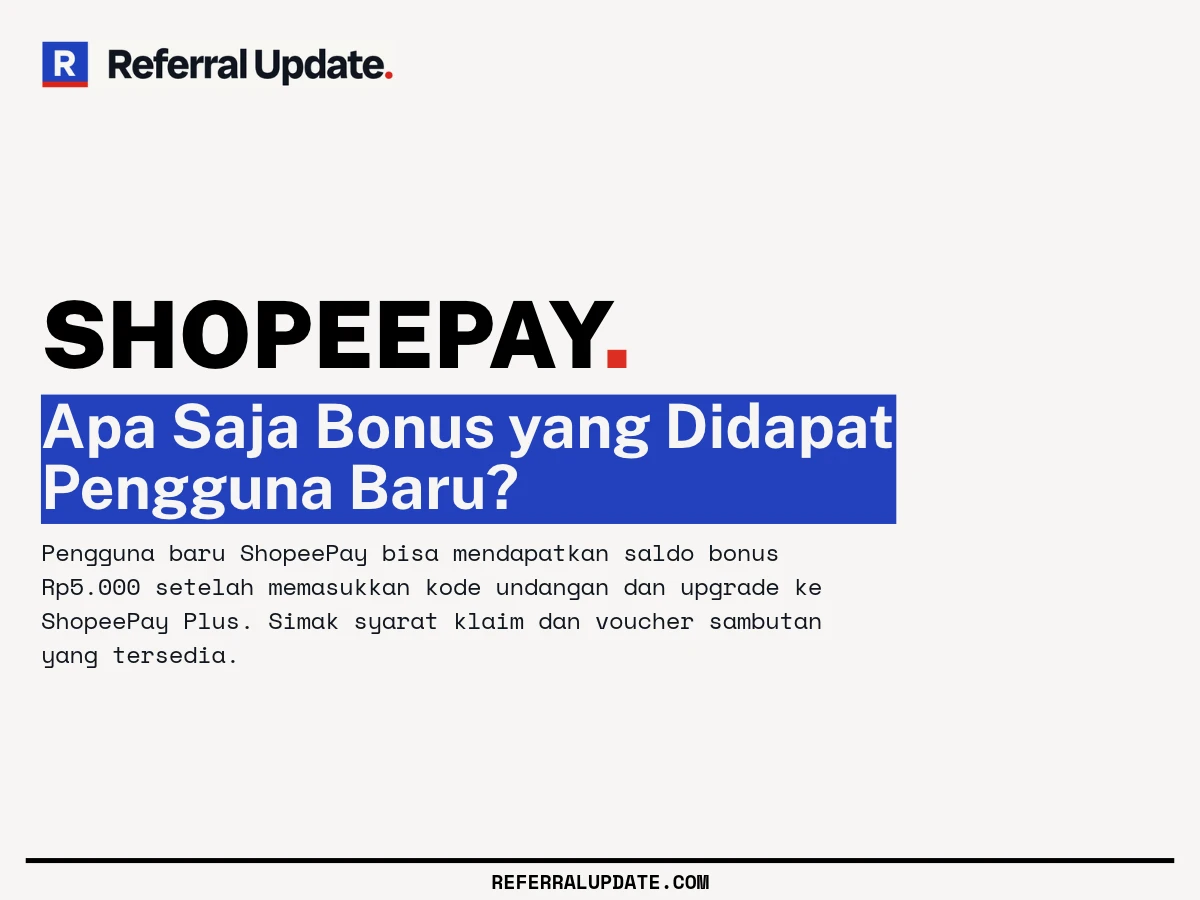 R Referral Update.
SHOPEEPAY.
Apa Saja Bonus yang Didapat
Pengguna Baru?
Pengguna baru ShopeePay bisa mendapatkan saldo bonus
Rp5.000 setelah memasukkan kode undangan dan upgrade ke
ShopeePay Plus. Simak syarat klaim dan voucher sambutan
yang tersedia.
REFERRALUPDATE.COM